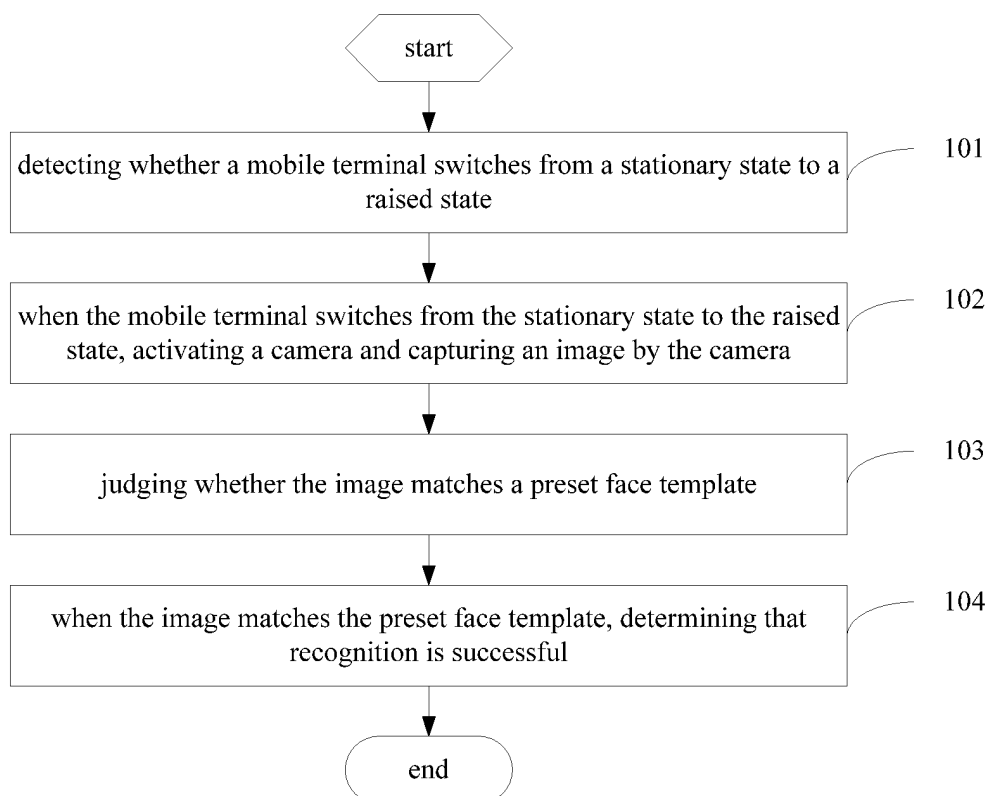 start
detecting whether a mobile terminal switches from a stationary state to a
raised state
101
when the mobile terminal switches from the stationary state to the raised
state, activating a camera and capturing an image by the camera
102
judging whether the image matches a preset face template
103
when the image matches the preset face template, determining that
recognition is successful
104
end